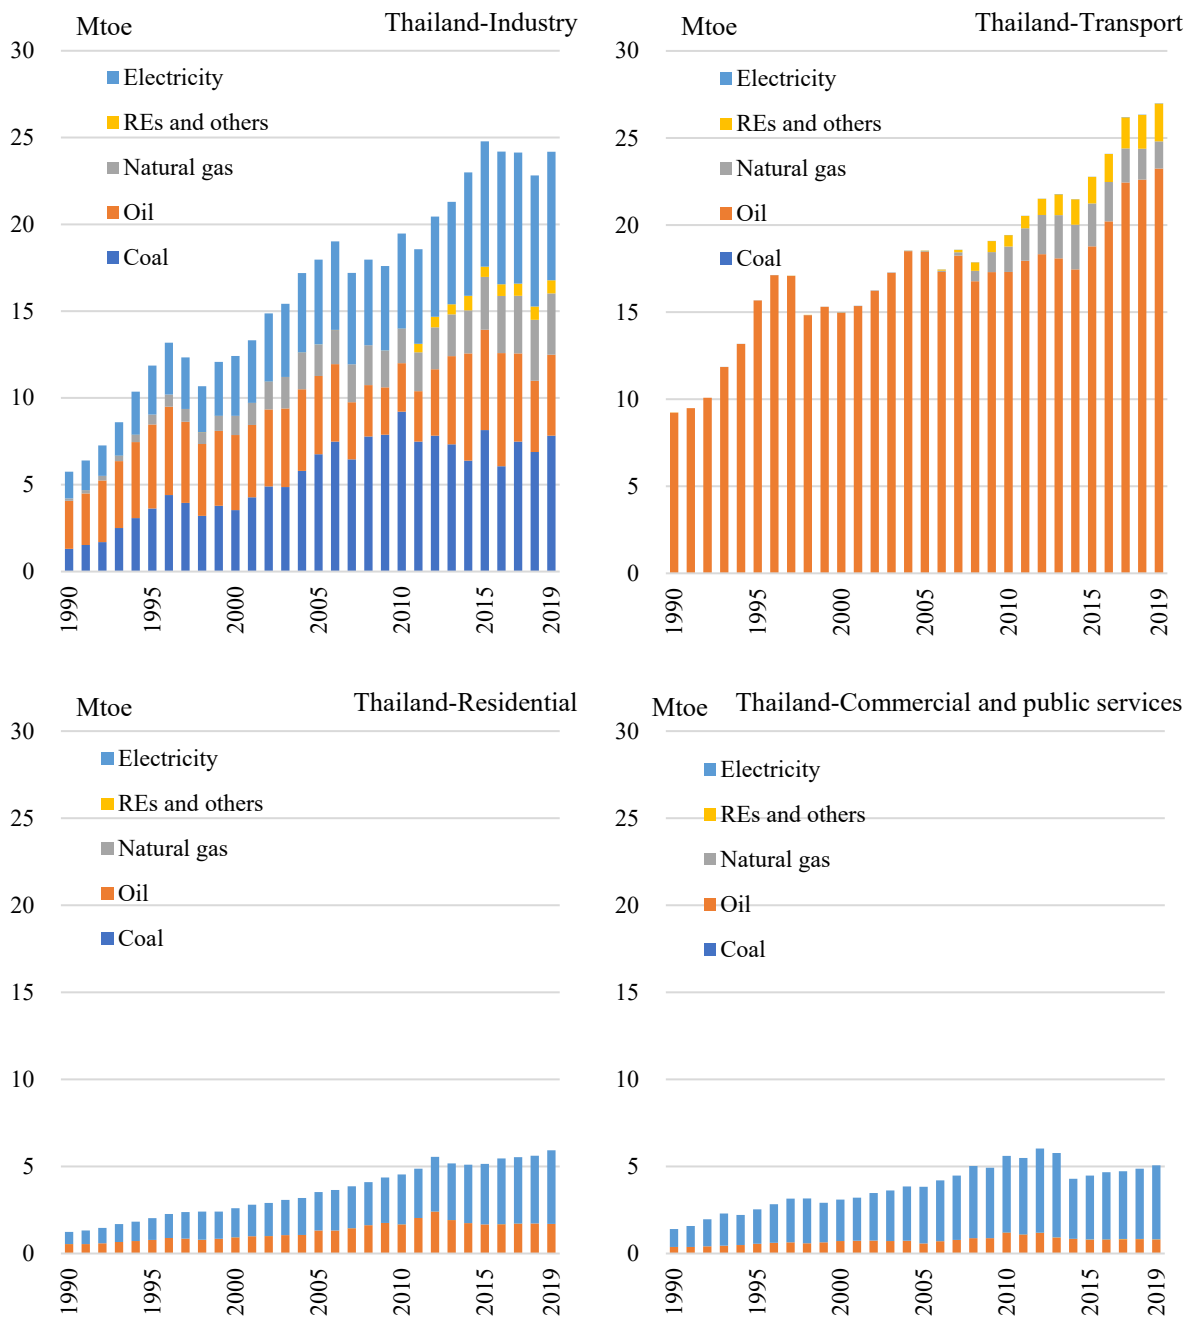 Mtoe
Thailand-Industry
30
25
20
15
10
5
0
Electricity
REs and others
Natural gas
Oil
Coal
1990
1995
2000
2005
2010
2015
2019
Mtoe
Thailand-Transport
30
25
20
15
10
5
0
Electricity
REs and others
Natural gas
Oil
Coal
1990
1995
2000
2005
2010
2015
2019
Mtoe
Thailand-Residential
30
25
20
15
10
5
0
Electricity
REs and others
Natural gas
Oil
Coal
1990
1995
2000
2005
2010
2015
2019
Mtoe
Thailand-Commercial and public services
30
25
20
15
10
5
0
Electricity
REs and others
Natural gas
Oil
Coal
1990
1995
2000
2005
2010
2015
2019